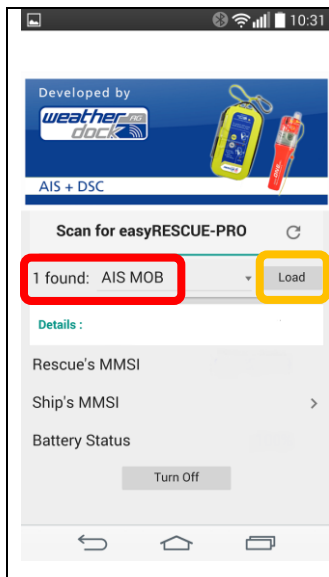 10:31
Developed by
weather AG
dock
AIS + DSC
Scan for easyRESCUE-PRO
1 found: AIS MOB
Load
Details :
Rescue's MMSI
Ship's MMSI
Battery Status
Turn Off